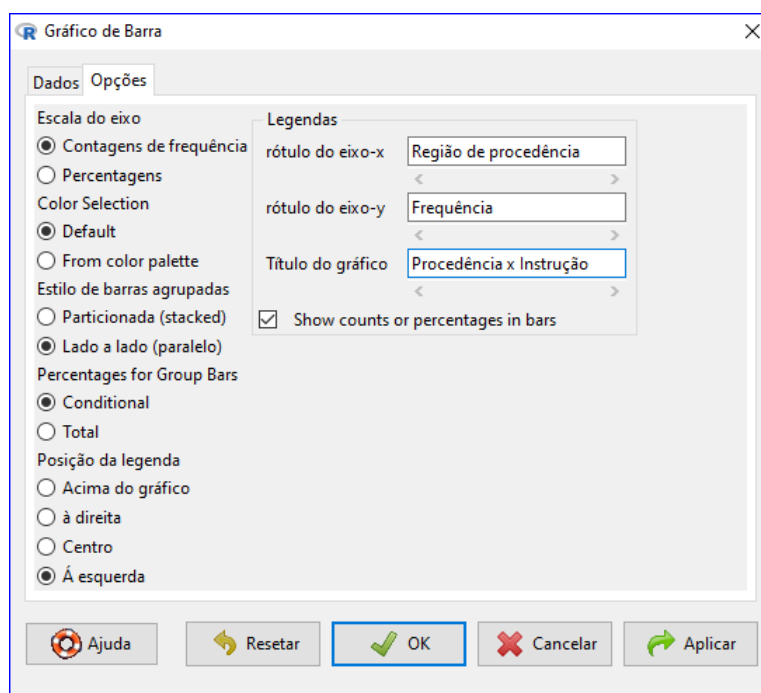 Gráfico de Barra
Dados Opções
Escala do eixo
Contagens de frequência
Percentagens
Color Selection
Default
From color palette
Estilo de barras agrupadas
Particionada (stacked)
Lado a lado (paralelo)
Percentages for Group Bars
Conditional
Total
Posição da legenda
Acima do gráfico
à direita
Centro
Á esquerda
Legendas
rótulo do eixo-x Região de procedência
rótulo do eixo-y Frequência
Título do gráfico Procedência x Instrução
Show counts or percentages in bars
Ajuda Resetar OK Cancelar Aplicar